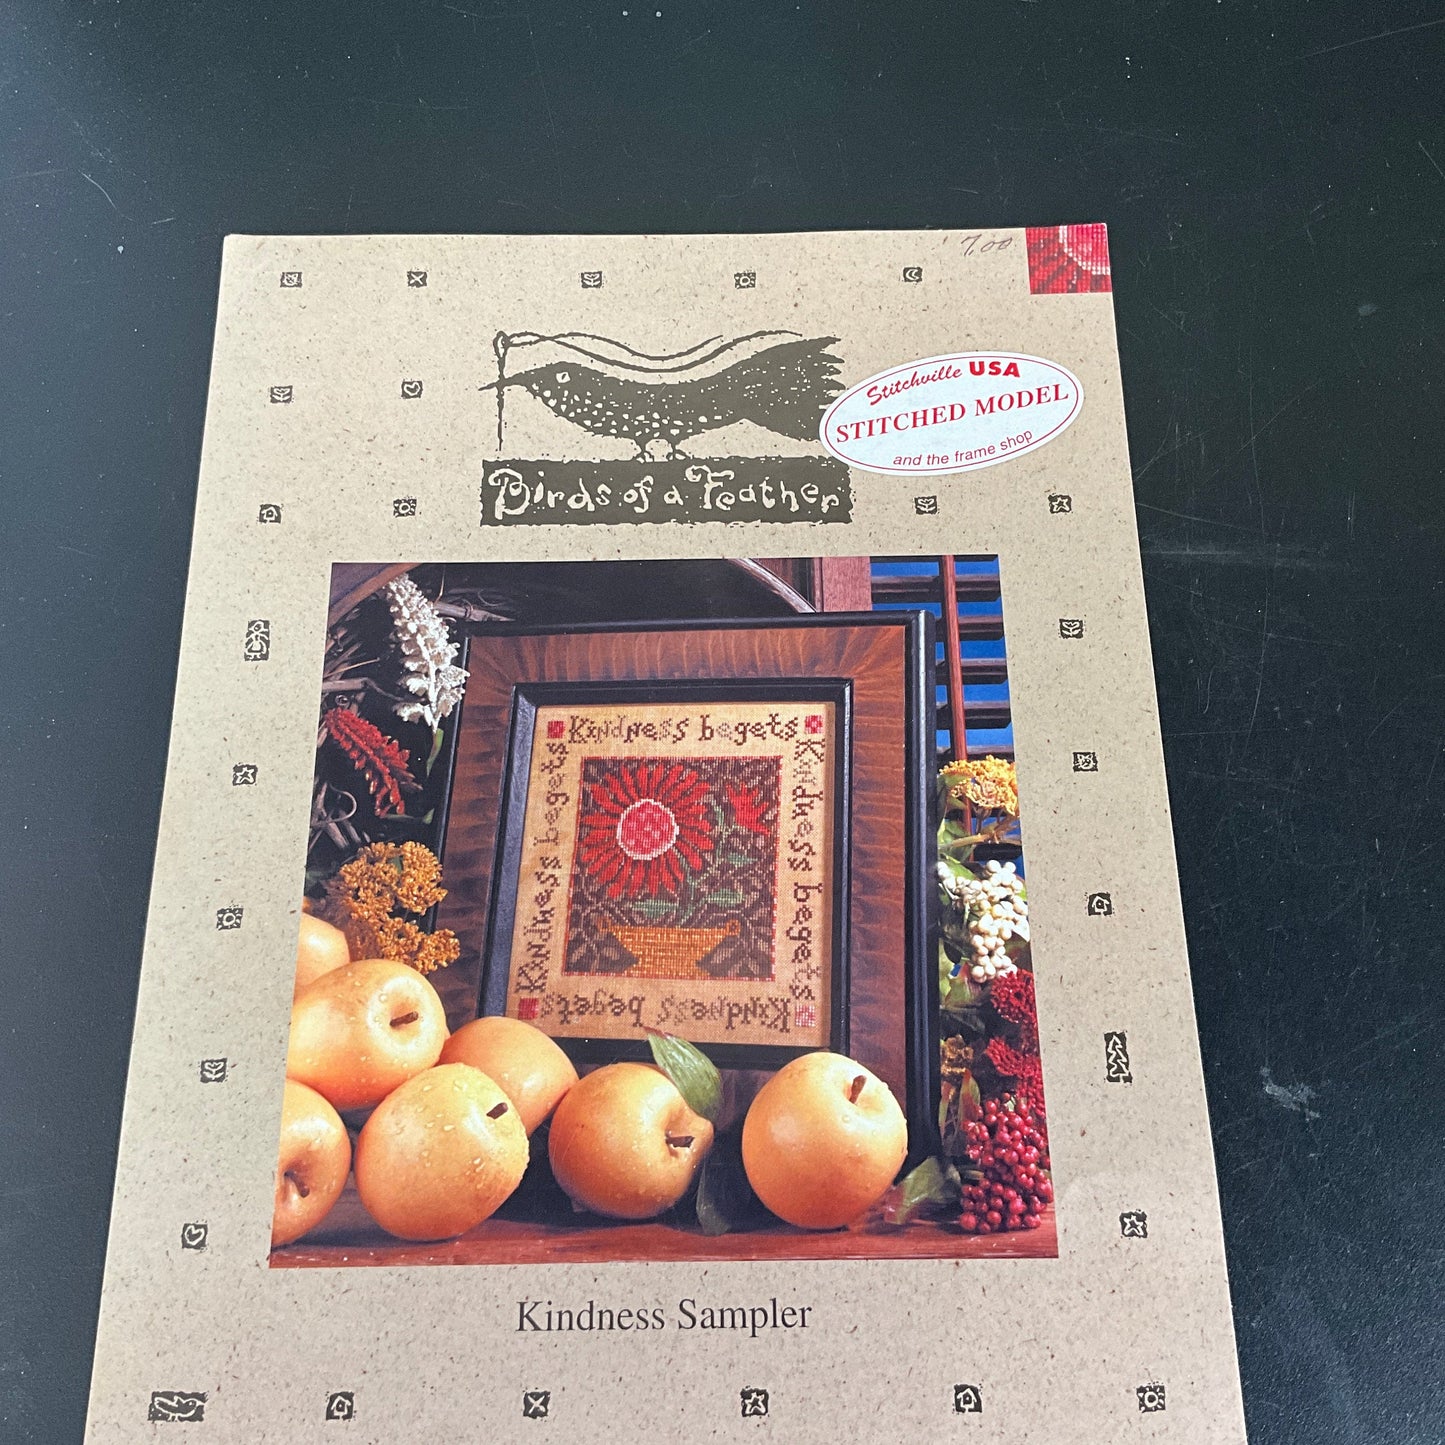 7.00
Stitchville USA
STITCHED MODEL
and the frame shop
Birds of a Feather
Kindness begets
Kindness begets
Kindness begets
Kindness begets
Kindness Sampler